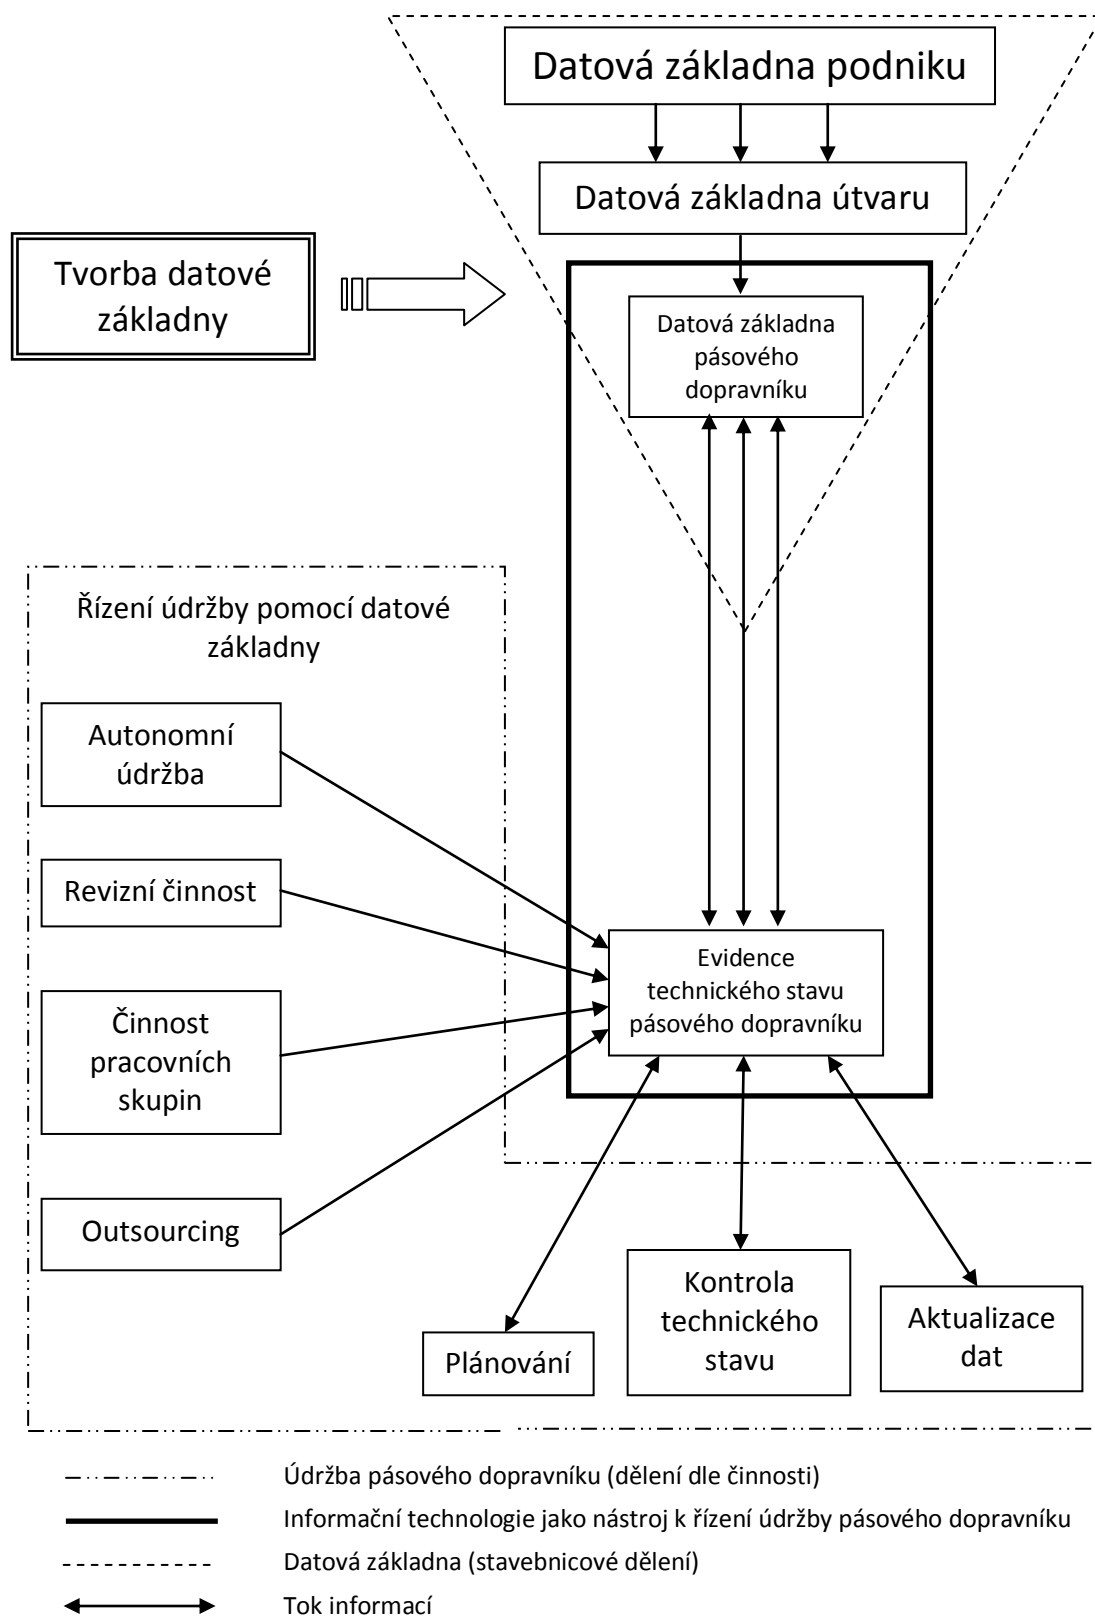 Datová základna podniku
Datová základna útvaru
Tvorba datové
základny
Datová základna
pásového
dopravníku
Řízení údržby pomocí datové
základny
Autonomní
údržba
Revizní činnost
Činnost
pracovních
skupin
Outsourcing
Evidence
technického stavu
pásového dopravníku
Plánování
Kontrola
technického
stavu
Aktualizace
dat
Údržba pásového dopravníku (dělení dle činnosti)
Informační technologie jako nástroj k řízení údržby pásového dopravníku
Datová základna (stavebnicové dělení)
Tok informací